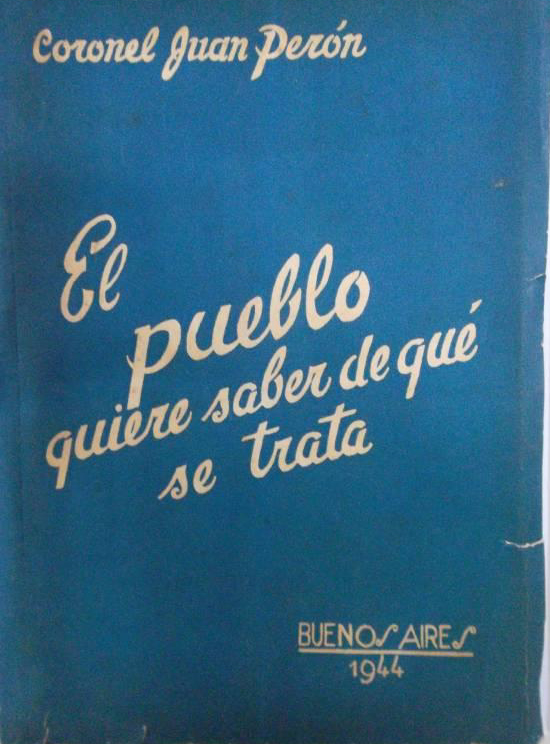 Coronel Juan Perón
El
pueblo
quiere saber de qué
se trata
BUENOS AIRES
1944